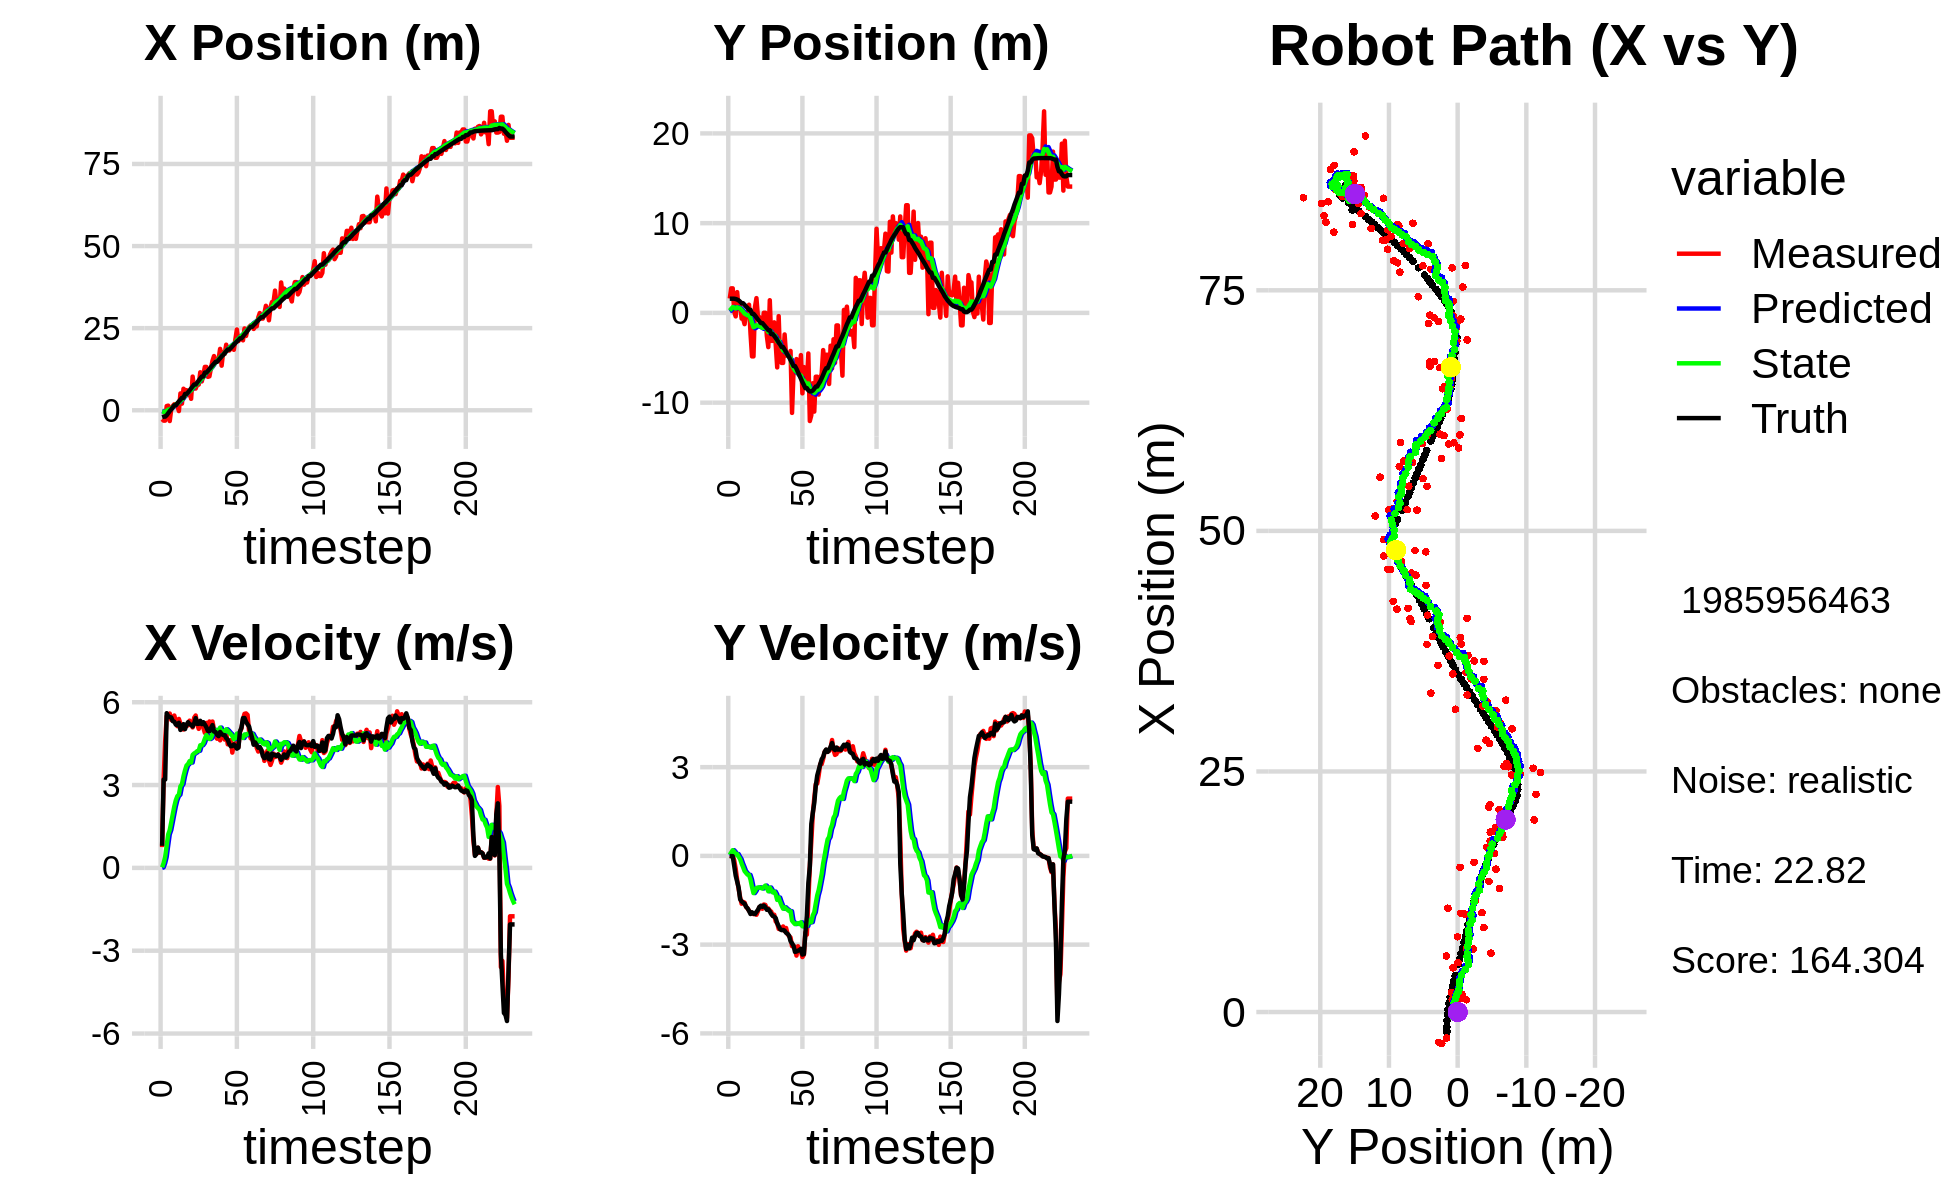 X Position (m)
75
50
25
0
0 50 100 150 200
timestep
Y Position (m)
20
10
0
-10
0 50 100 150 200
timestep
X Velocity (m/s)
6
3
0
-3
-6
0 50 100 150 200
timestep
Y Velocity (m/s)
3
0
-3
-6
0 50 100 150 200
timestep
Robot Path (X vs Y)
X Position (m)
75
50
25
0
20 10 0 -10 -20
Y Position (m)
variable
Measured
Predicted
State
Truth
1985956463
Obstacles: none
Noise: realistic
Time: 22.82
Score: 164.304